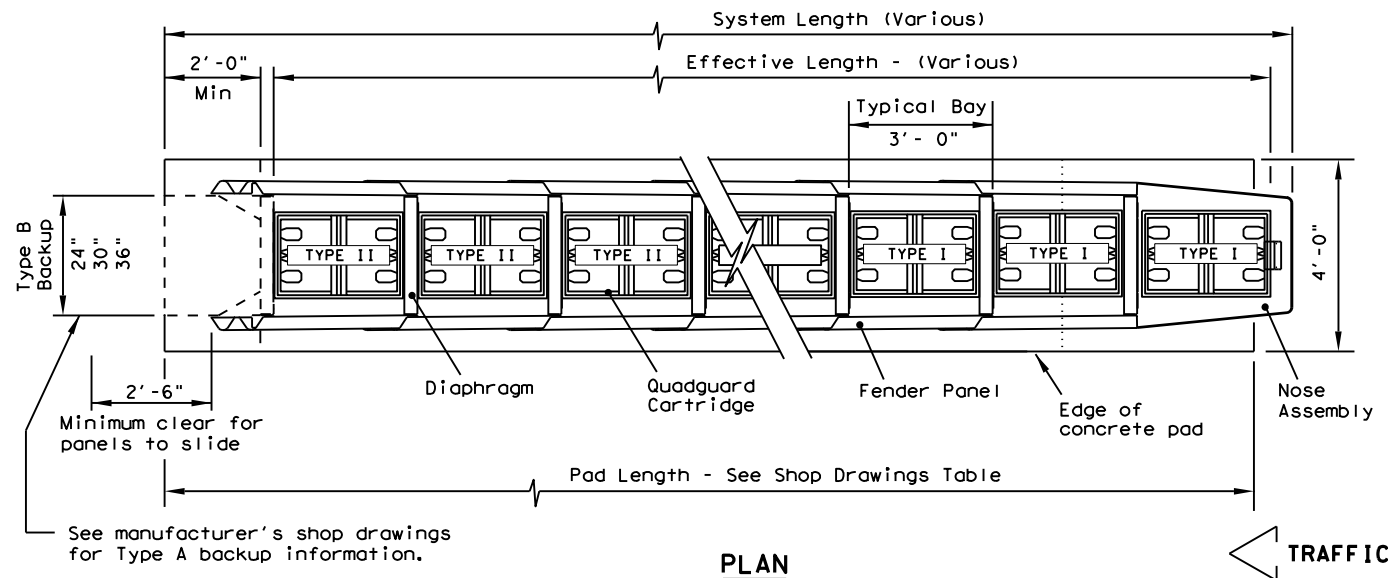 System Length (Various)
2'-0"
Min
Effective Length - (Various)
Typical Bay
3'- 0"
Type B
Backup
24"
30"
36"
TYPE II
TYPE II
TYPE II
TYPE I
TYPE I
TYPE I
4'-0"
2'-6"
Minimum clear for
panels to slide
Diaphragm
Quadguard
Cartridge
Fender Panel
Edge of
concrete pad
Nose
Assembly
Pad Length - See Shop Drawings Table
See manufacturer's shop drawings
for Type A backup information.
PLAN
TRAFFIC